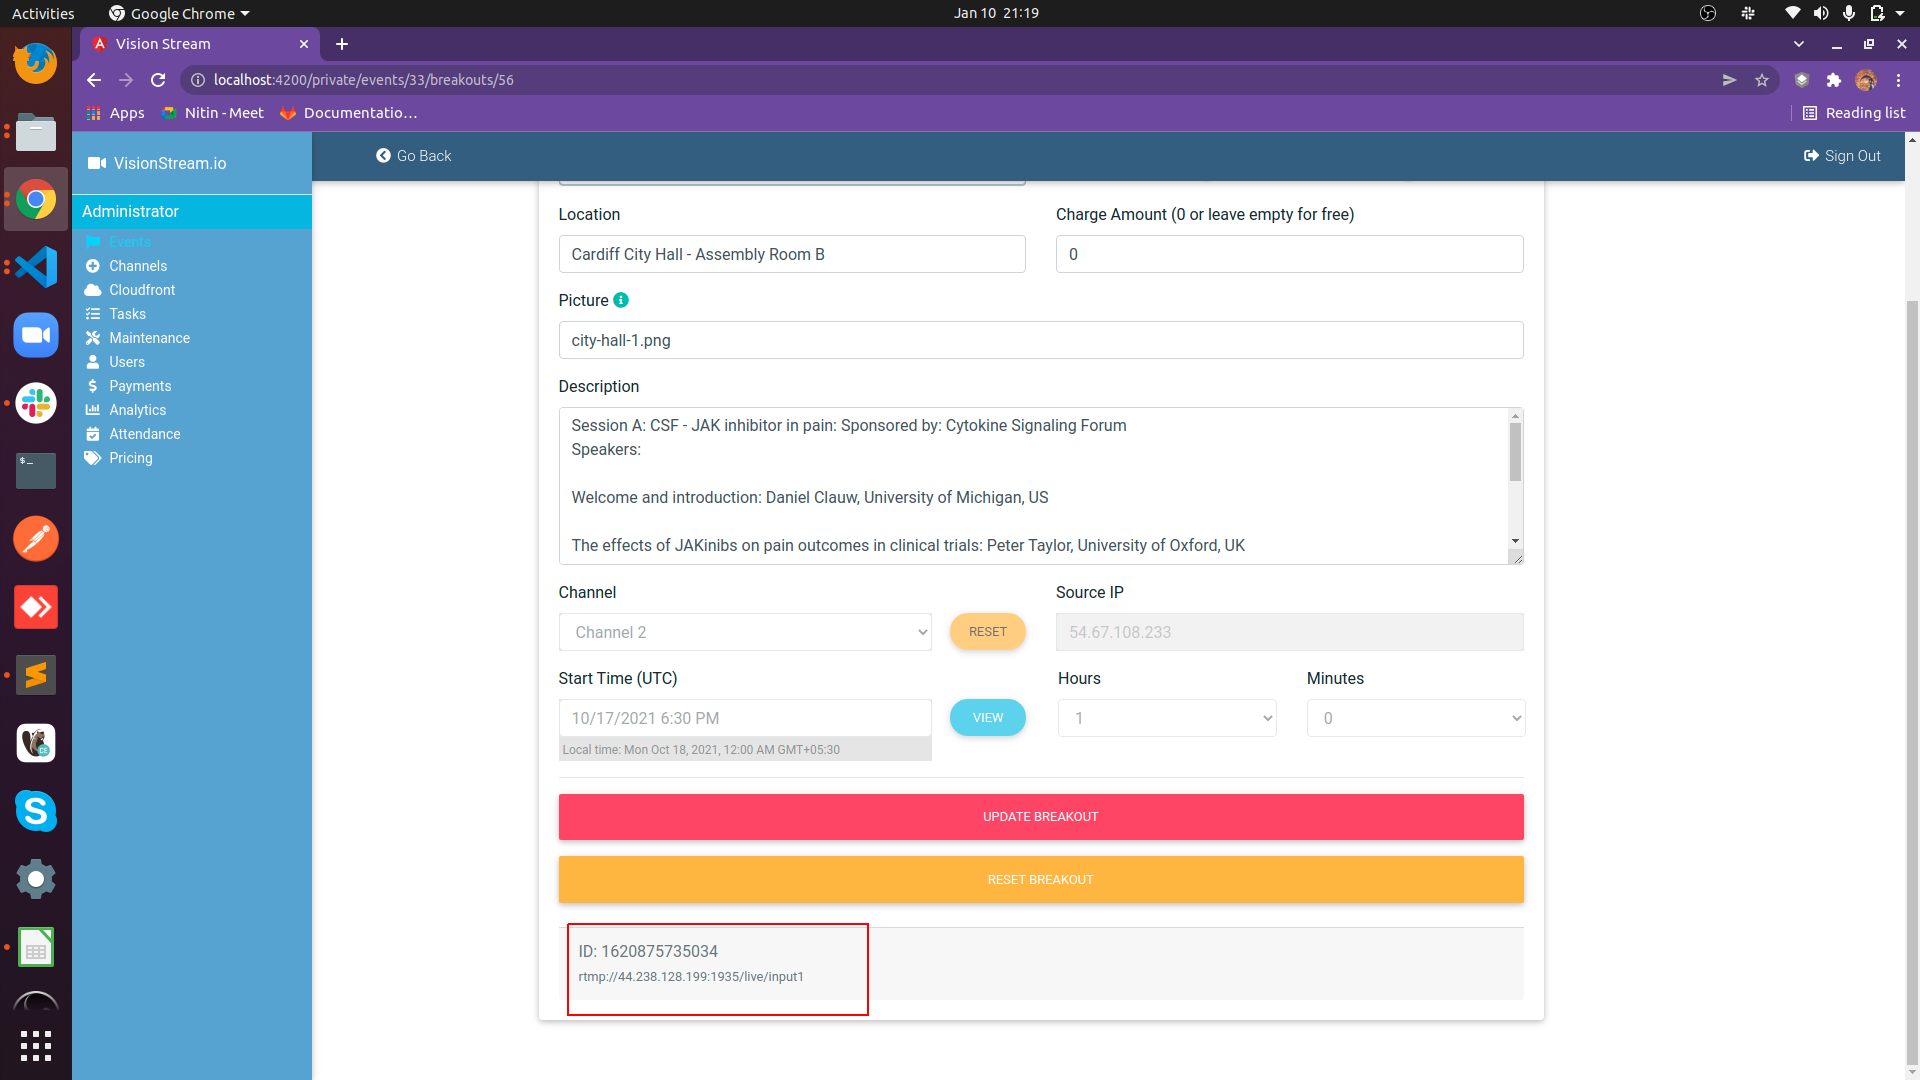 Activities
Google Chrome
Jan 10 21:19
Vision Stream
localhost:4200/private/events/33/breakouts/56
Apps
Nitin - Meet
Documentatio…
Reading list
VisionStream.io
Go Back
Sign Out
Administrator
Events
Channels
Cloudfront
Tasks
Maintenance
Users
Payments
Analytics
Attendance
Pricing
Location
Charge Amount (0 or leave empty for free)
Cardiff City Hall - Assembly Room B
0
Picture
city-hall-1.png
Description
Session A: CSF - JAK inhibitor in pain: Sponsored by: Cytokine Signaling Forum
Speakers:
Welcome and introduction: Daniel Clauw, University of Michigan, US
The effects of JAKinibs on pain outcomes in clinical trials: Peter Taylor, University of Oxford, UK
Channel
Source IP
Channel 2
RESET
54.67.108.233
Start Time (UTC)
Hours
Minutes
10/17/2021 6:30 PM
VIEW
1
0
Local time: Mon Oct 18, 2021, 12:00 AM GMT+05:30
UPDATE BREAKOUT
RESET BREAKOUT
ID: 1620875735034
rtmp://44.238.128.199:1935/live/input1